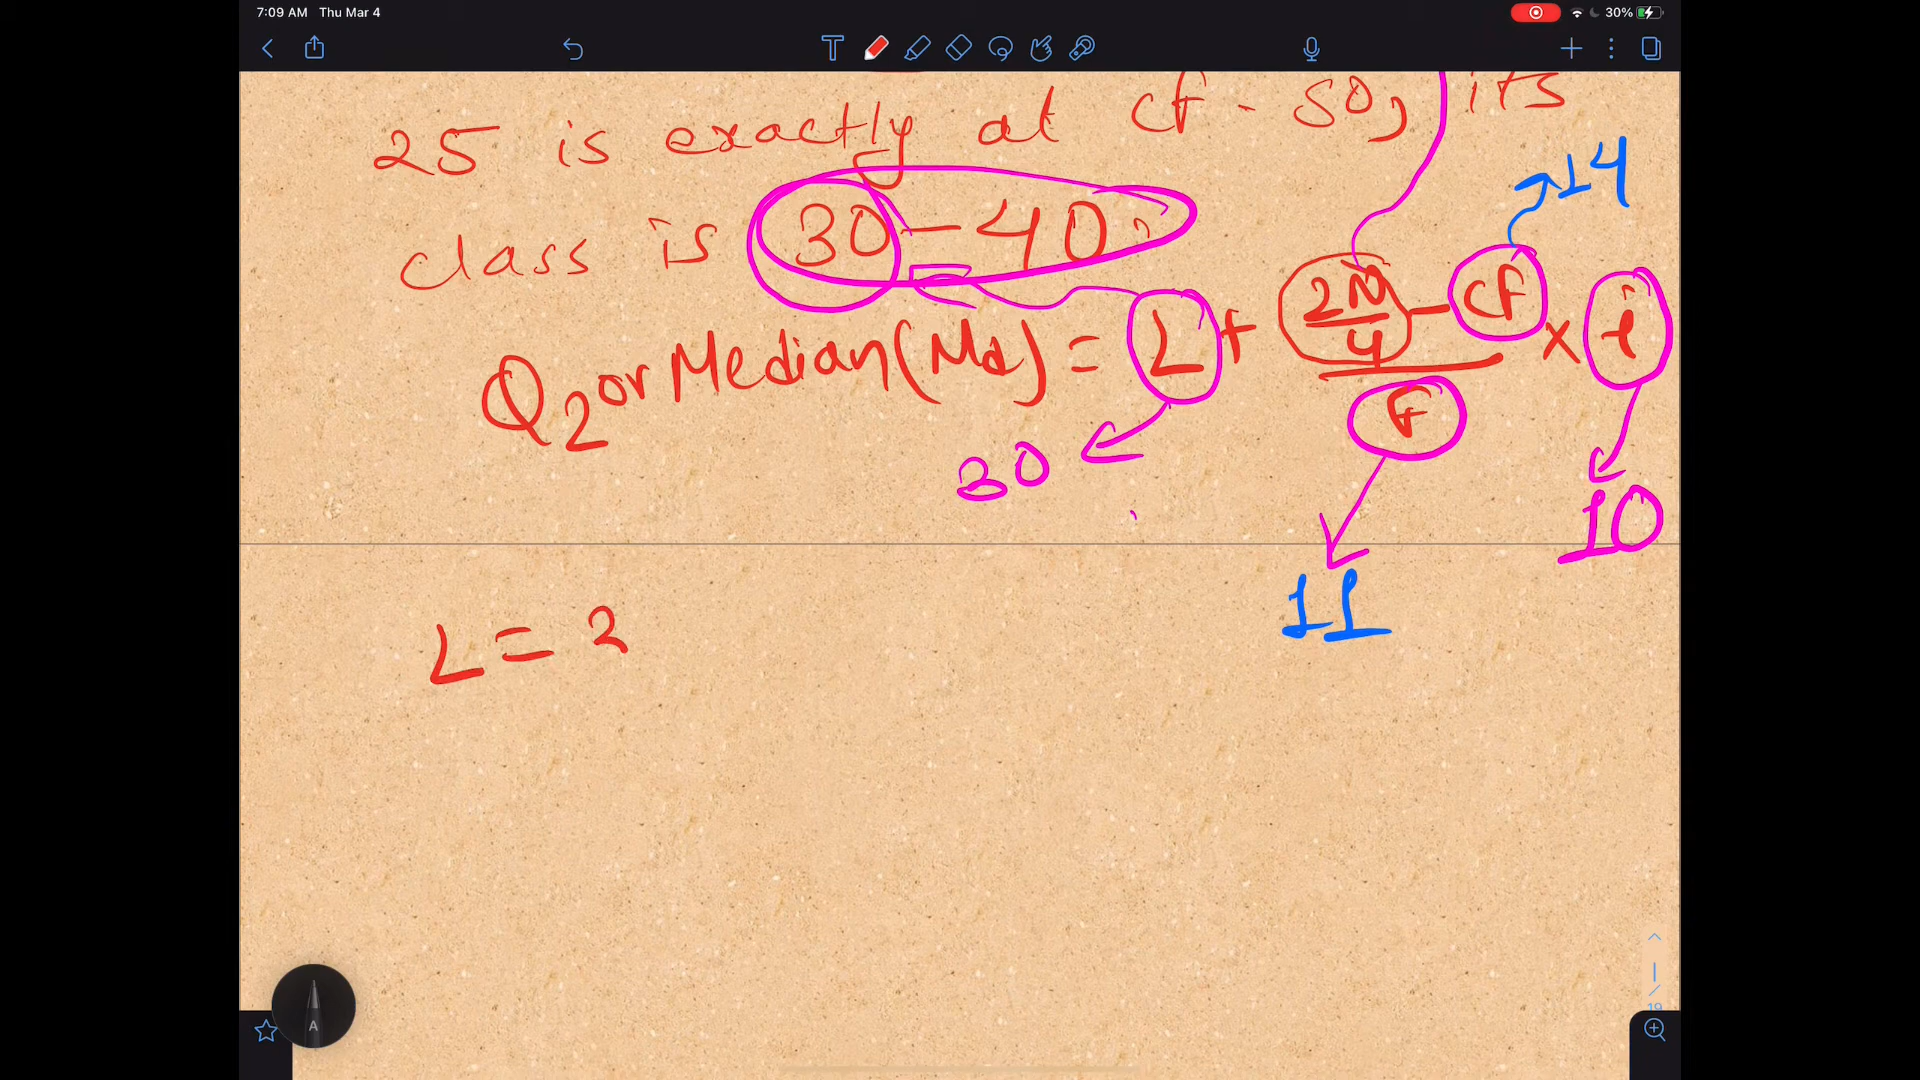 7:09 AM Thu Mar 4
30%
25 is exactly at cf - 50, its
class is 30 - 40,
14
Q2 or Median (Md) = L + 2N/4 - cf / f x i
30
10
11
L = 3
A